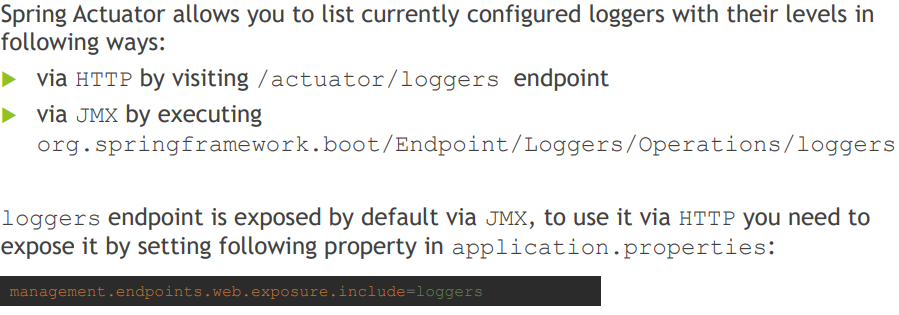 Spring Actuator allows you to list currently configured loggers with their levels in
following ways:
via HTTP by visiting /actuator/loggers endpoint
via JMX by executing
org.springframework.boot/Endpoint/Loggers/Operations/loggers
loggers endpoint is exposed by default via JMX, to use it via HTTP you need to
expose it by setting following property in application.properties:
management.endpoints.web.exposure.include=loggers